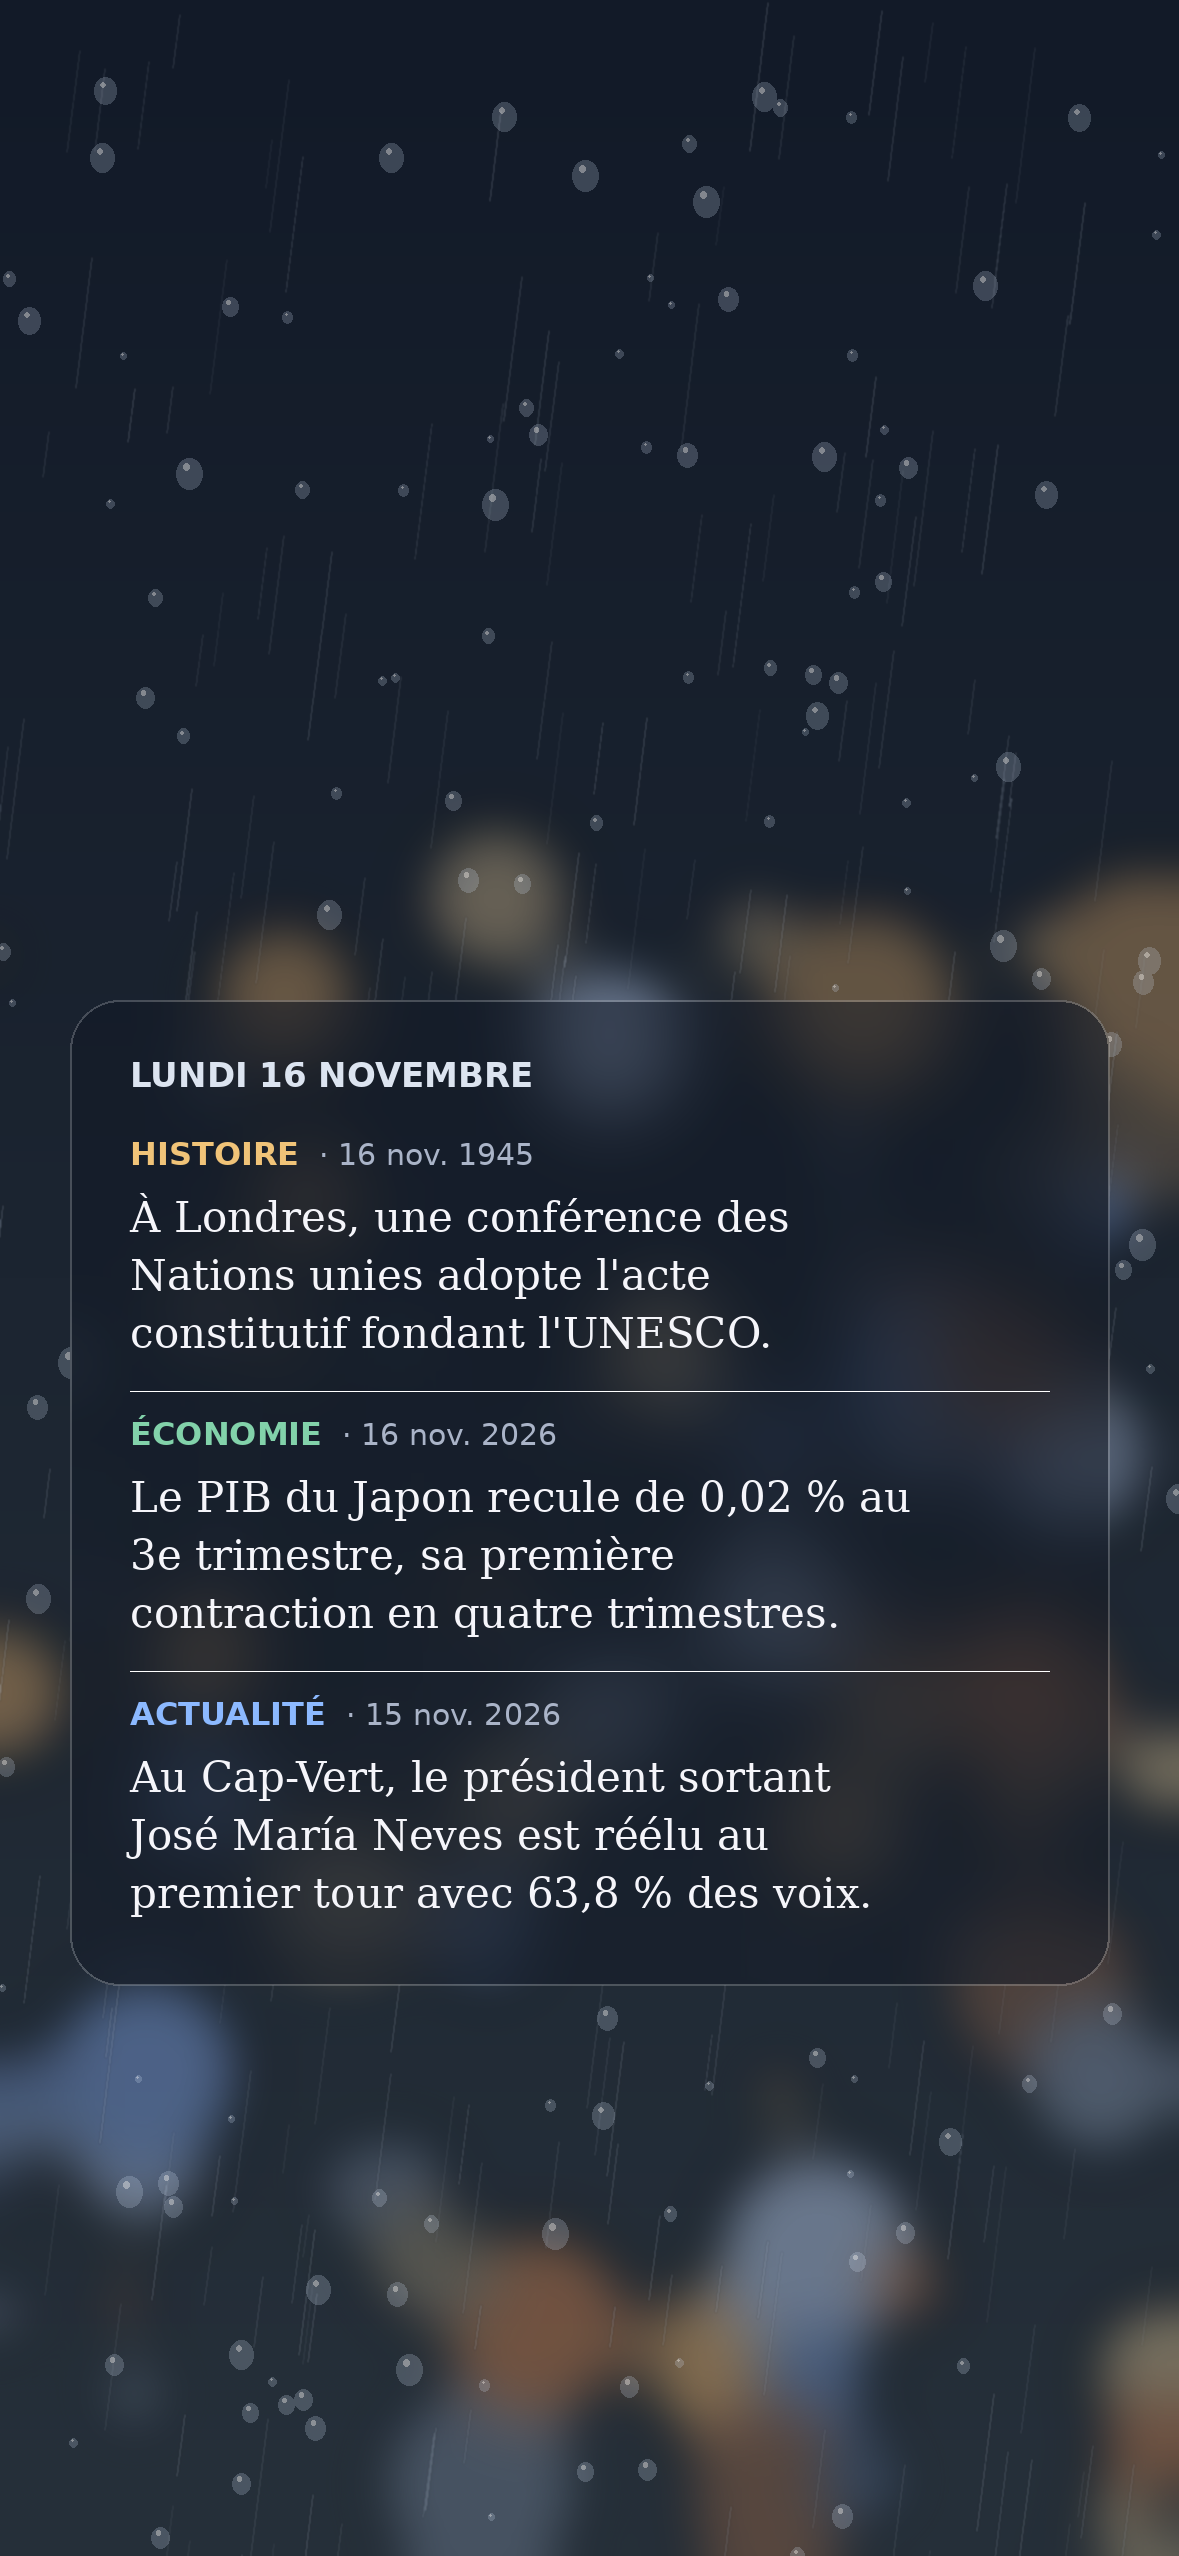 LUNDI 16 NOVEMBRE
HISTOIRE · 16 nov. 1945
À Londres, une conférence des
Nations unies adopte l'acte
constitutif fondant l'UNESCO.
ÉCONOMIE · 16 nov. 2026
Le PIB du Japon recule de 0,02 % au
3e trimestre, sa première
contraction en quatre trimestres.
ACTUALITÉ · 15 nov. 2026
Au Cap-Vert, le président sortant
José María Neves est réélu au
premier tour avec 63,8 % des voix.